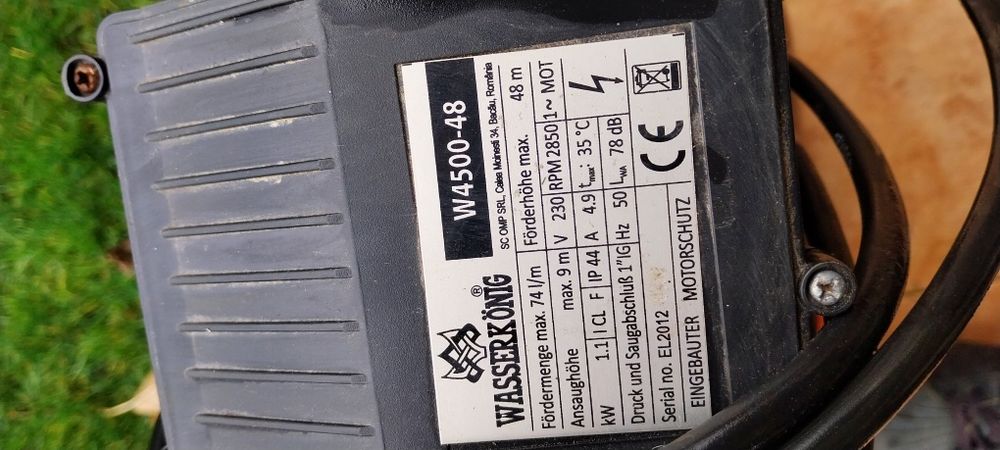 WASSERKÖNIG ®
W4500-48
SC OMP SRL, Calea Moinesti 34, Bacău, România
Fördermenge max. 74 l/m Förderhöhe max. 48 m
Ansaughöhe max. 9 m V 230 RPM 2850 1~ MOT
kW 1.1 I CL F IP 44 A 4.9 tmax: 35 °C
Druck und Saugabschluß 1"IG Hz 50 LWA 78 dB
Serial no. EL2012
EINGEBAUTER MOTORSCHUTZ
CE